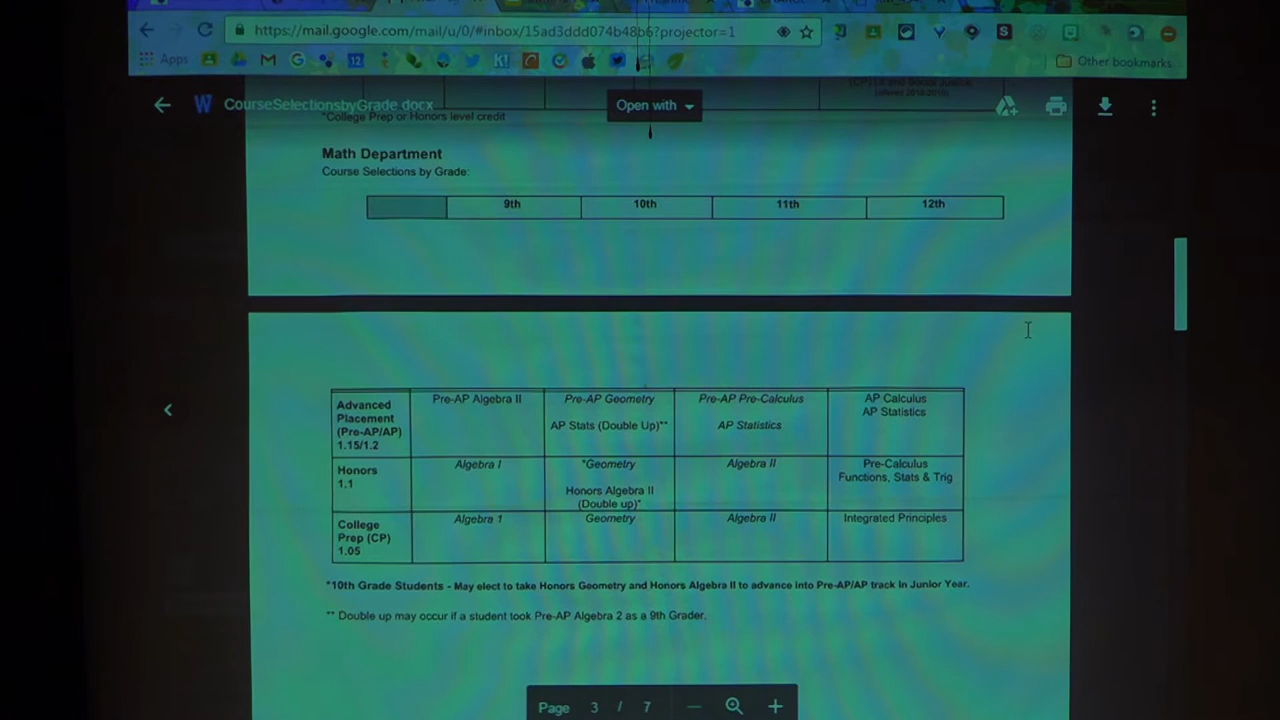 https://mail.google.com/mail/u/0/#inbox/15ad3ddd074b48b6?projector=1
Apps
12
K!
Other bookmarks
CourseSelectionsbyGrade.docx
Open with
*College Prep or Honors level credit
Math Department
Course Selections by Grade:
9th 10th 11th 12th
Advanced Placement (Pre-AP/AP) 1.15/1.2
Pre-AP Algebra II
Pre-AP Geometry
AP Stats (Double Up)**
Pre-AP Pre-Calculus
AP Statistics
AP Calculus
AP Statistics
Honors 1.1
Algebra I
*Geometry
Honors Algebra II
(Double up)*
Algebra II
Pre-Calculus
Functions, Stats & Trig
College Prep (CP) 1.05
Algebra 1
Geometry
Algebra II
Integrated Principles
*10th Grade Students - May elect to take Honors Geometry and Honors Algebra II to advance into Pre-AP/AP track In Junior Year.
** Double up may occur if a student took Pre-AP Algebra 2 as a 9th Grader.
Page 3 / 7